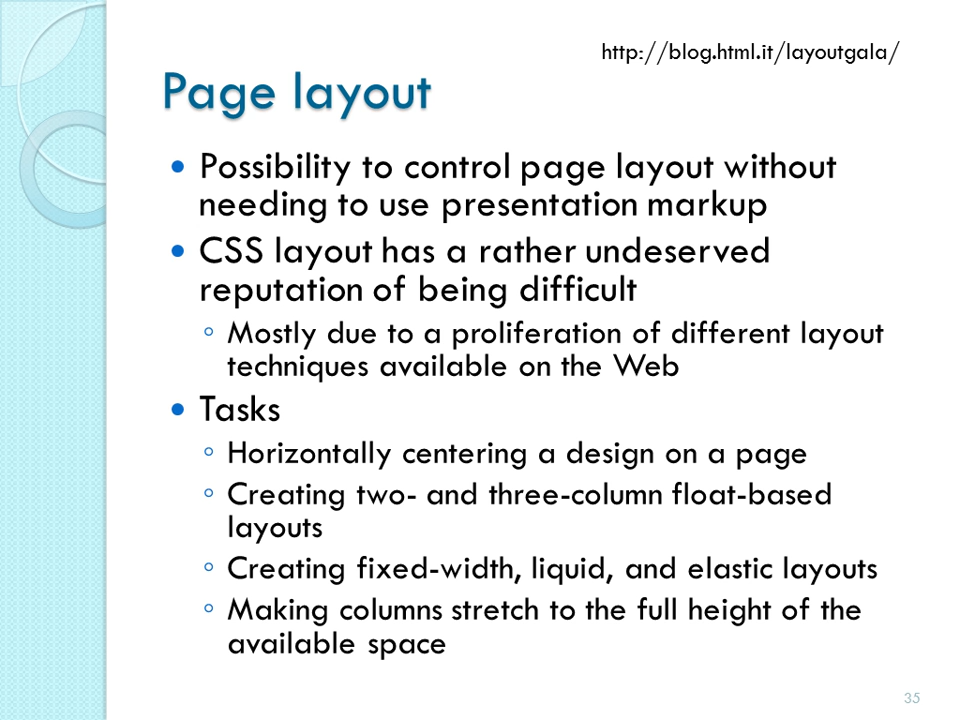 http://blog.html.it/layoutgala/
Page layout
Possibility to control page layout without
needing to use presentation markup
CSS layout has a rather undeserved
reputation of being difficult
Mostly due to a proliferation of different layout
techniques available on the Web
Tasks
Horizontally centering a design on a page
Creating two- and three-column float-based
layouts
Creating fixed-width, liquid, and elastic layouts
Making columns stretch to the full height of the
available space
35